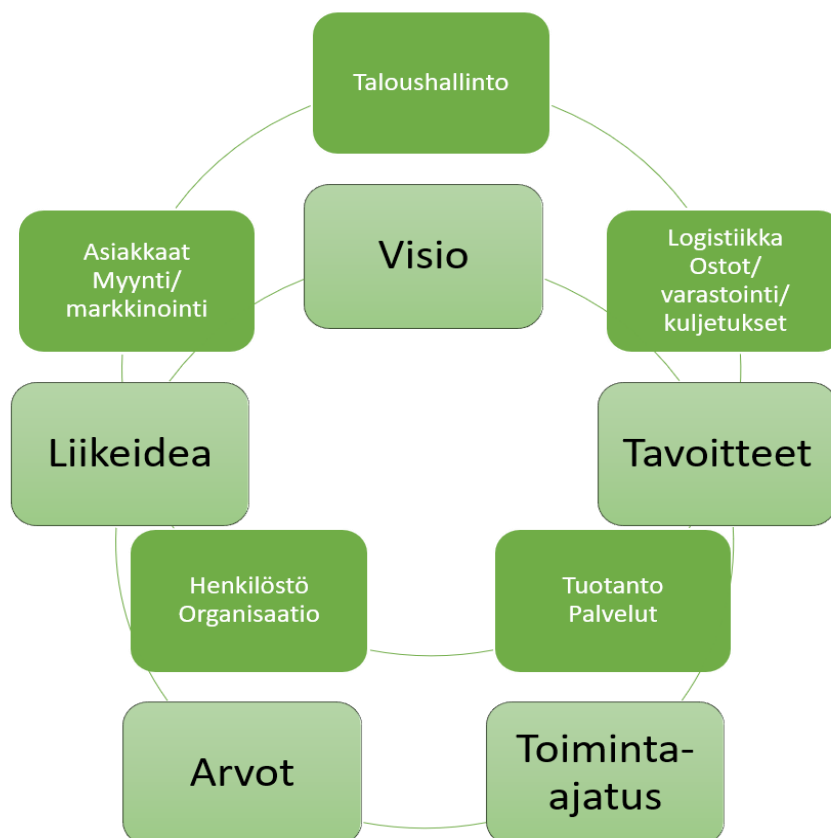 Taloushallinto
Visio
Asiakkaat
Myynti/
markkinointi
Logistiikka
Ostot/
varastointi/
kuljetukset
Liikeidea
Tavoitteet
Henkilöstö
Organisaatio
Tuotanto
Palvelut
Arvot
Toiminta-
ajatus